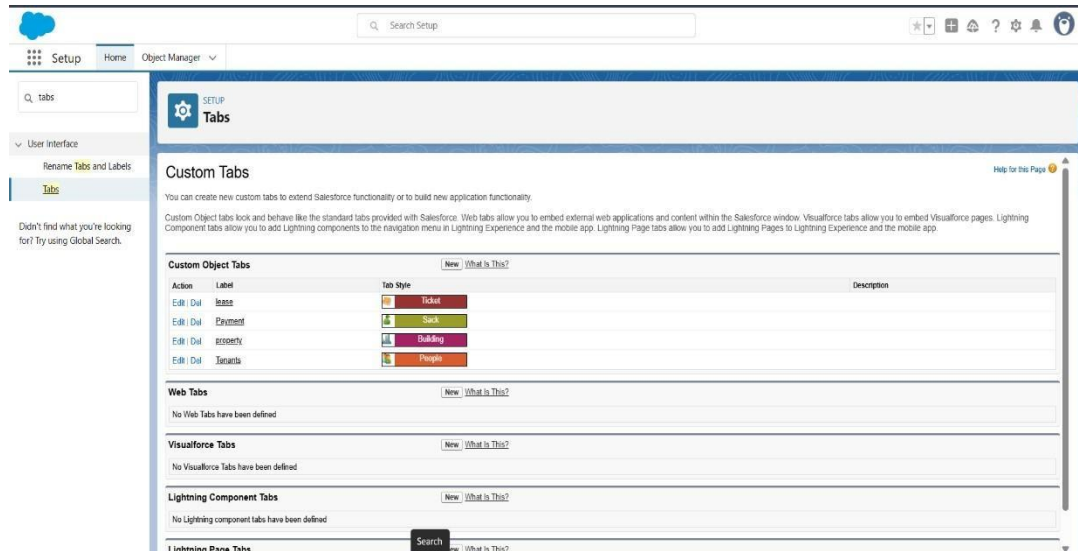 Search Setup
Setup
Home
Object Manager
tabs
SETUP
Tabs
User Interface
Rename Tabs and Labels
Tabs
Didn't find what you're looking
for? Try using Global Search.
Custom Tabs
Help for this Page
You can create new custom tabs to extend Salesforce functionality or to build new application functionality.
Custom Object tabs look and behave like the standard tabs provided with Salesforce. Web tabs allow you to embed external web applications and content within the Salesforce window. Visualforce tabs allow you to embed Visualforce pages. Lightning
Component tabs allow you to add Lightning components to the navigation menu in Lightning Experience and the mobile app. Lightning Page tabs allow you to add Lightning Pages to Lightning Experience and the mobile app.
Custom Object Tabs New What Is This?
Action Label Tab Style Description
Edit | Del lease Ticket
Edit | Del Payment Sack
Edit | Del property Building
Edit | Del Tenants People
Web Tabs New What Is This?
No Web Tabs have been defined
Visualforce Tabs New What Is This?
No Visualforce Tabs have been defined
Lightning Component Tabs New What Is This?
No Lightning component tabs have been defined
Search
Lightning Page Tabs What Is This?